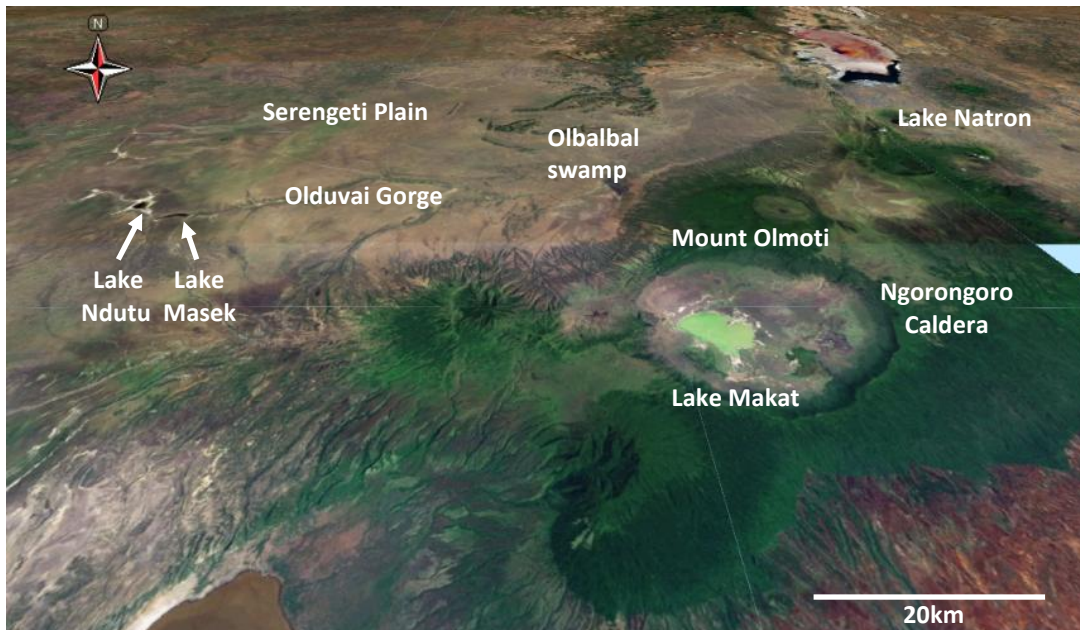 N
Serengeti Plain
Lake Natron
Olbalbal
swamp
Olduvai Gorge
Mount Olmoti
Lake
Ndutu
Lake
Masek
Ngorongoro
Caldera
Lake Makat
20km